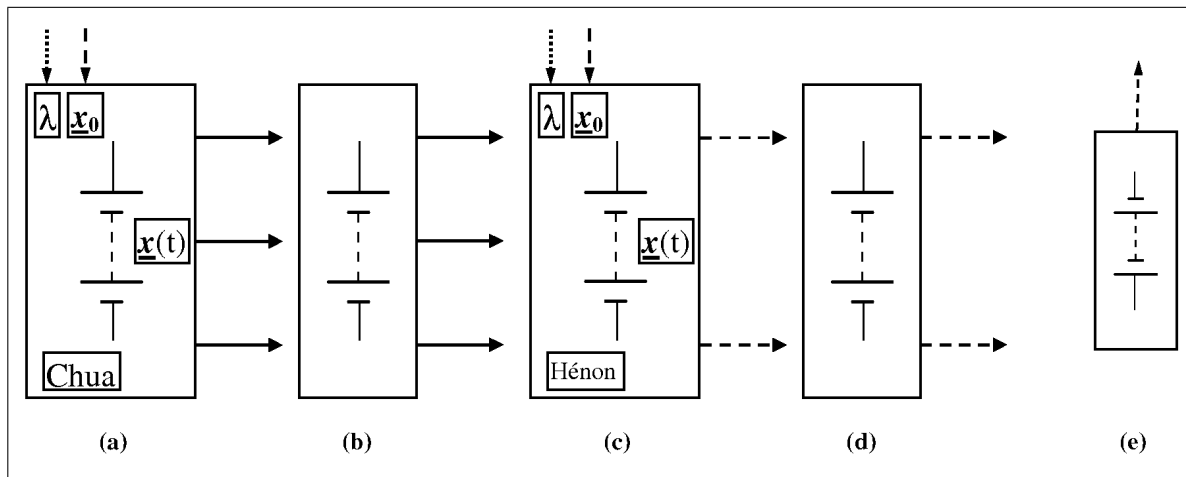 λ x₀
x(t)
Chua
λ x₀
x(t)
Hénon
(a) (b) (c) (d) (e)